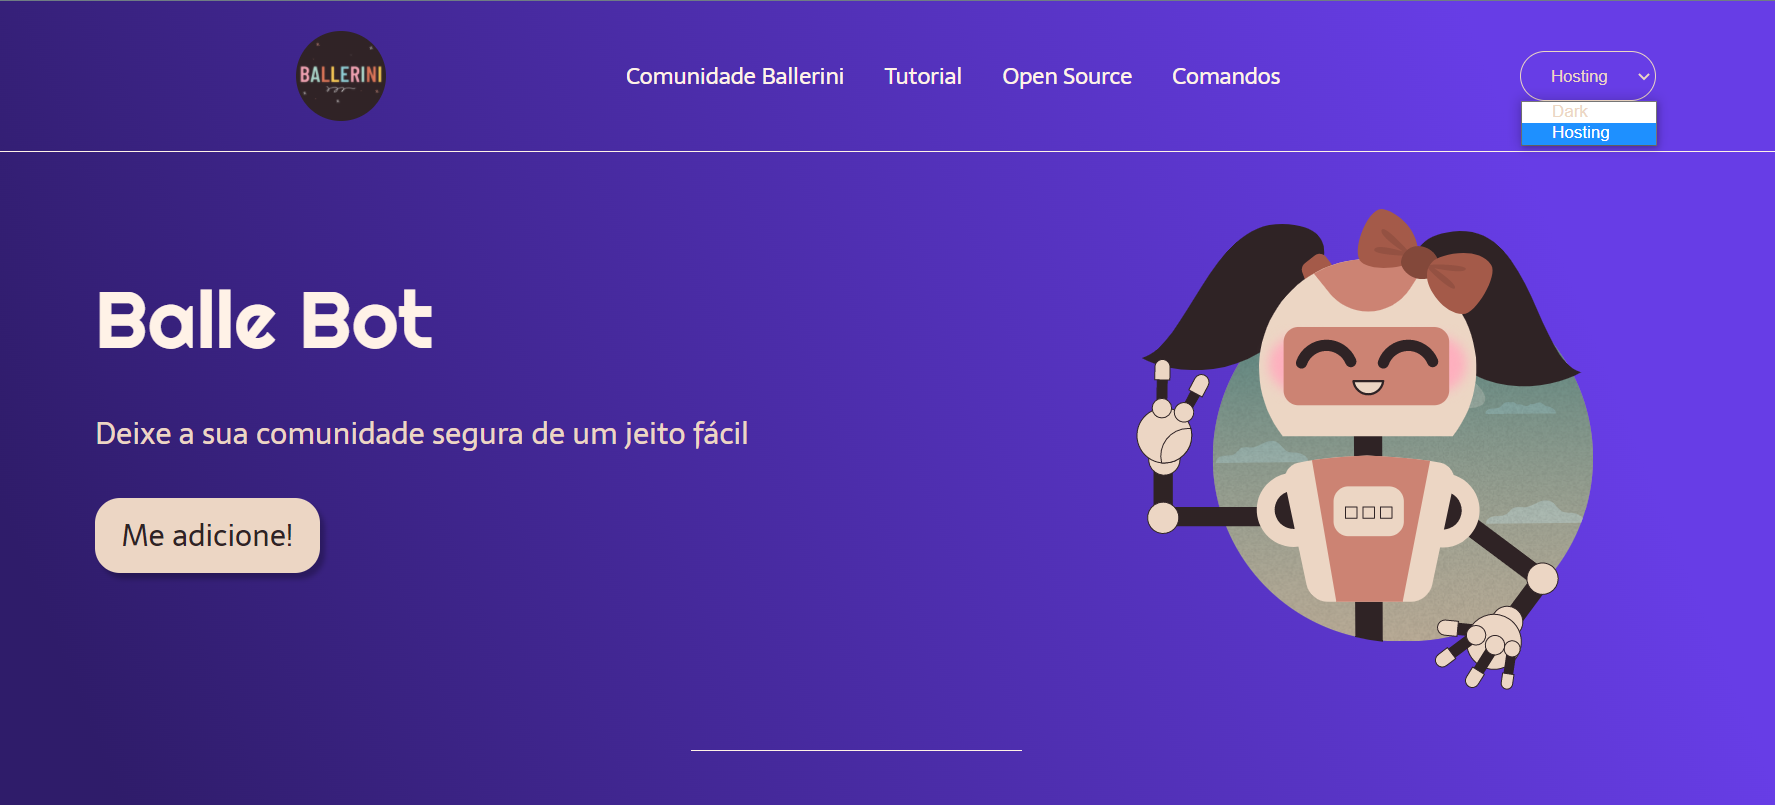 BALLERINI
Comunidade Ballerini
Tutorial
Open Source
Comandos
Hosting
Dark
Hosting
Balle Bot
Deixe a sua comunidade segura de um jeito fácil
Me adicione!